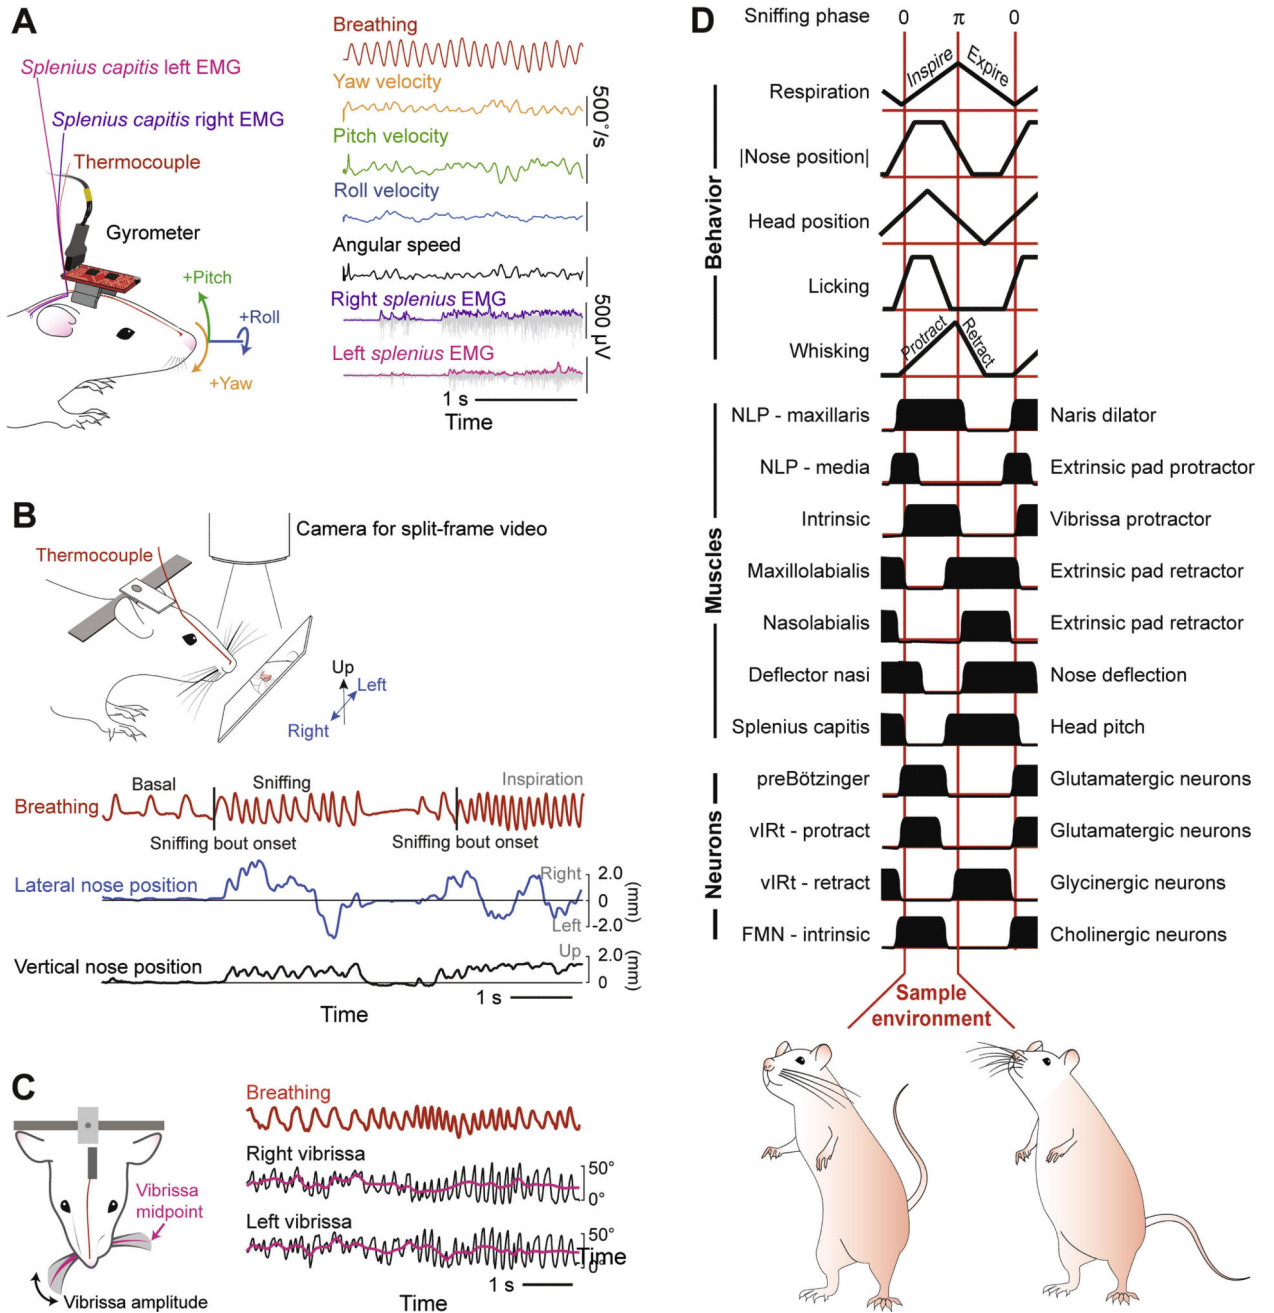 A
Splenius capitis left EMG
Splenius capitis right EMG
Thermocouple
Gyrometer
+Pitch
+Roll
+Yaw
Breathing
Yaw velocity
500°/s
Pitch velocity
Roll velocity
Angular speed
Right splenius EMG
500 µV
Left splenius EMG
1 s
Time
B
Camera for split-frame video
Thermocouple
Up
Left
Right
Basal
Sniffing
Inspiration
Breathing
Sniffing bout onset
Sniffing bout onset
Lateral nose position
Right
2.0
0
-2.0
(mm)
Left
Vertical nose position
Up
2.0
0
(mm)
1 s
Time
C
Vibrissa
midpoint
Vibrissa amplitude
Breathing
Right vibrissa
50°
0°
Left vibrissa
50°
0°
Time
1 s
Time
D
Sniffing phase
0
π
0
Behavior
Respiration
Inspire
Expire
|Nose position|
Head position
Licking
Whisking
Protract
Retract
Muscles
NLP - maxillaris
Naris dilator
NLP - media
Extrinsic pad protractor
Intrinsic
Vibrissa protractor
Maxillolabialis
Extrinsic pad retractor
Nasolabialis
Extrinsic pad retractor
Deflector nasi
Nose deflection
Splenius capitis
Head pitch
Neurons
preBötzinger
Glutamatergic neurons
vIRt - protract
Glutamatergic neurons
vIRt - retract
Glycinergic neurons
FMN - intrinsic
Cholinergic neurons
Sample
environment